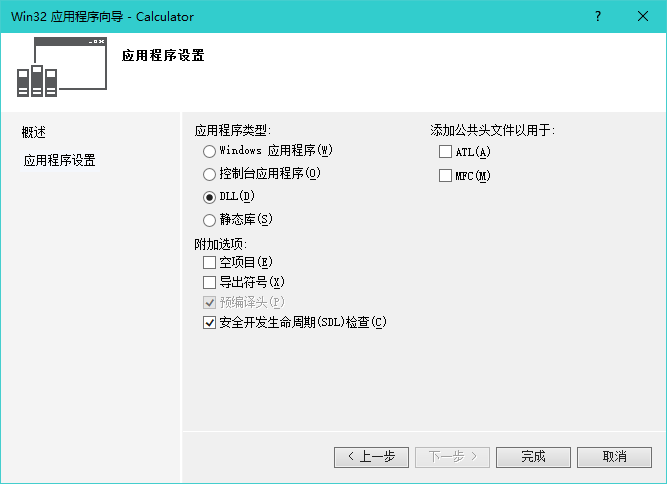 Win32 应用程序向导 - Calculator
?
应用程序设置
概述
应用程序设置
应用程序类型:
Windows 应用程序(W)
控制台应用程序(O)
DLL(D)
静态库(S)
附加选项:
空项目(E)
导出符号(X)
预编译头(P)
安全开发生命周期(SDL)检查(C)
添加公共头文件以用于:
ATL(A)
MFC(M)
< 上一步
下一步 >
完成
取消